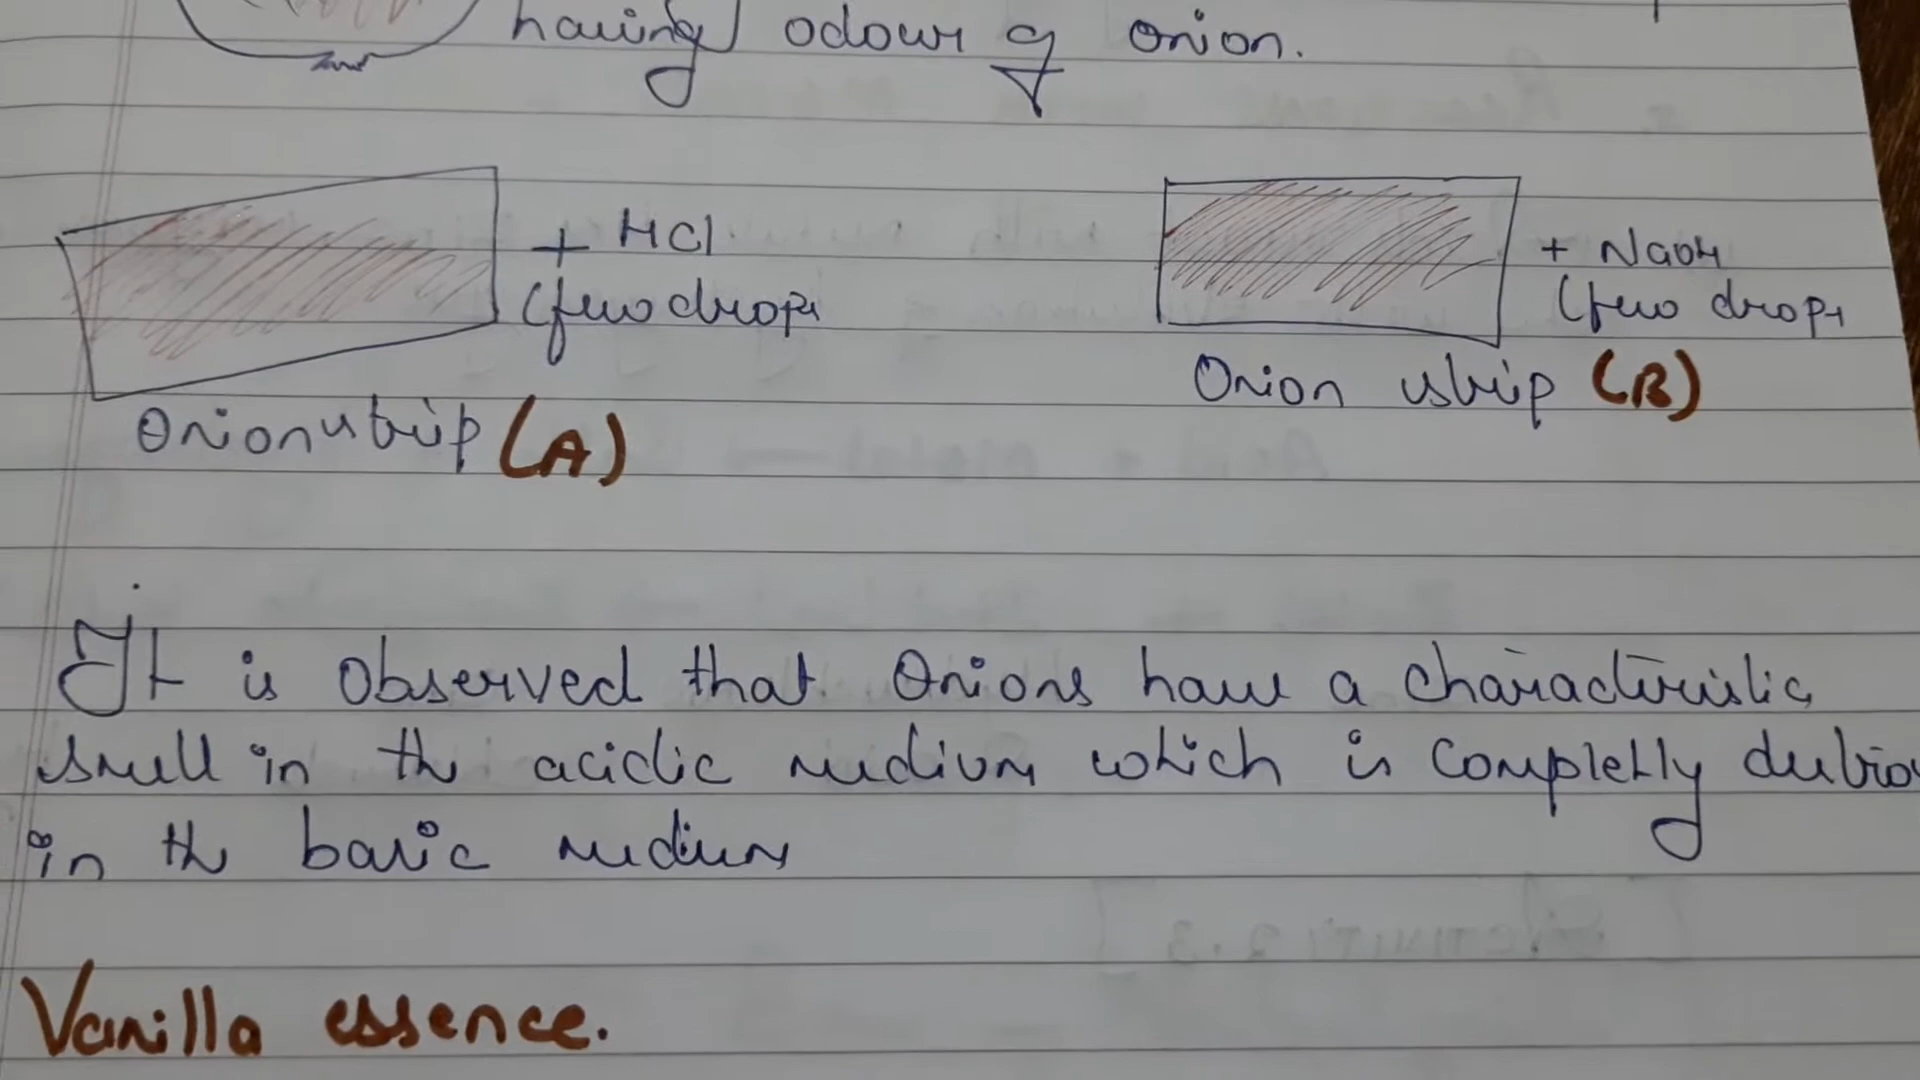 having odour of onion.
+ HCl
(few drops
+ NaOH
(few drops
Onion strip (A)
Onion strip (B)
It is observed that Onions have a characteristic
smell in the acidic medium which is completly
in the basic medium
Vanilla essence.